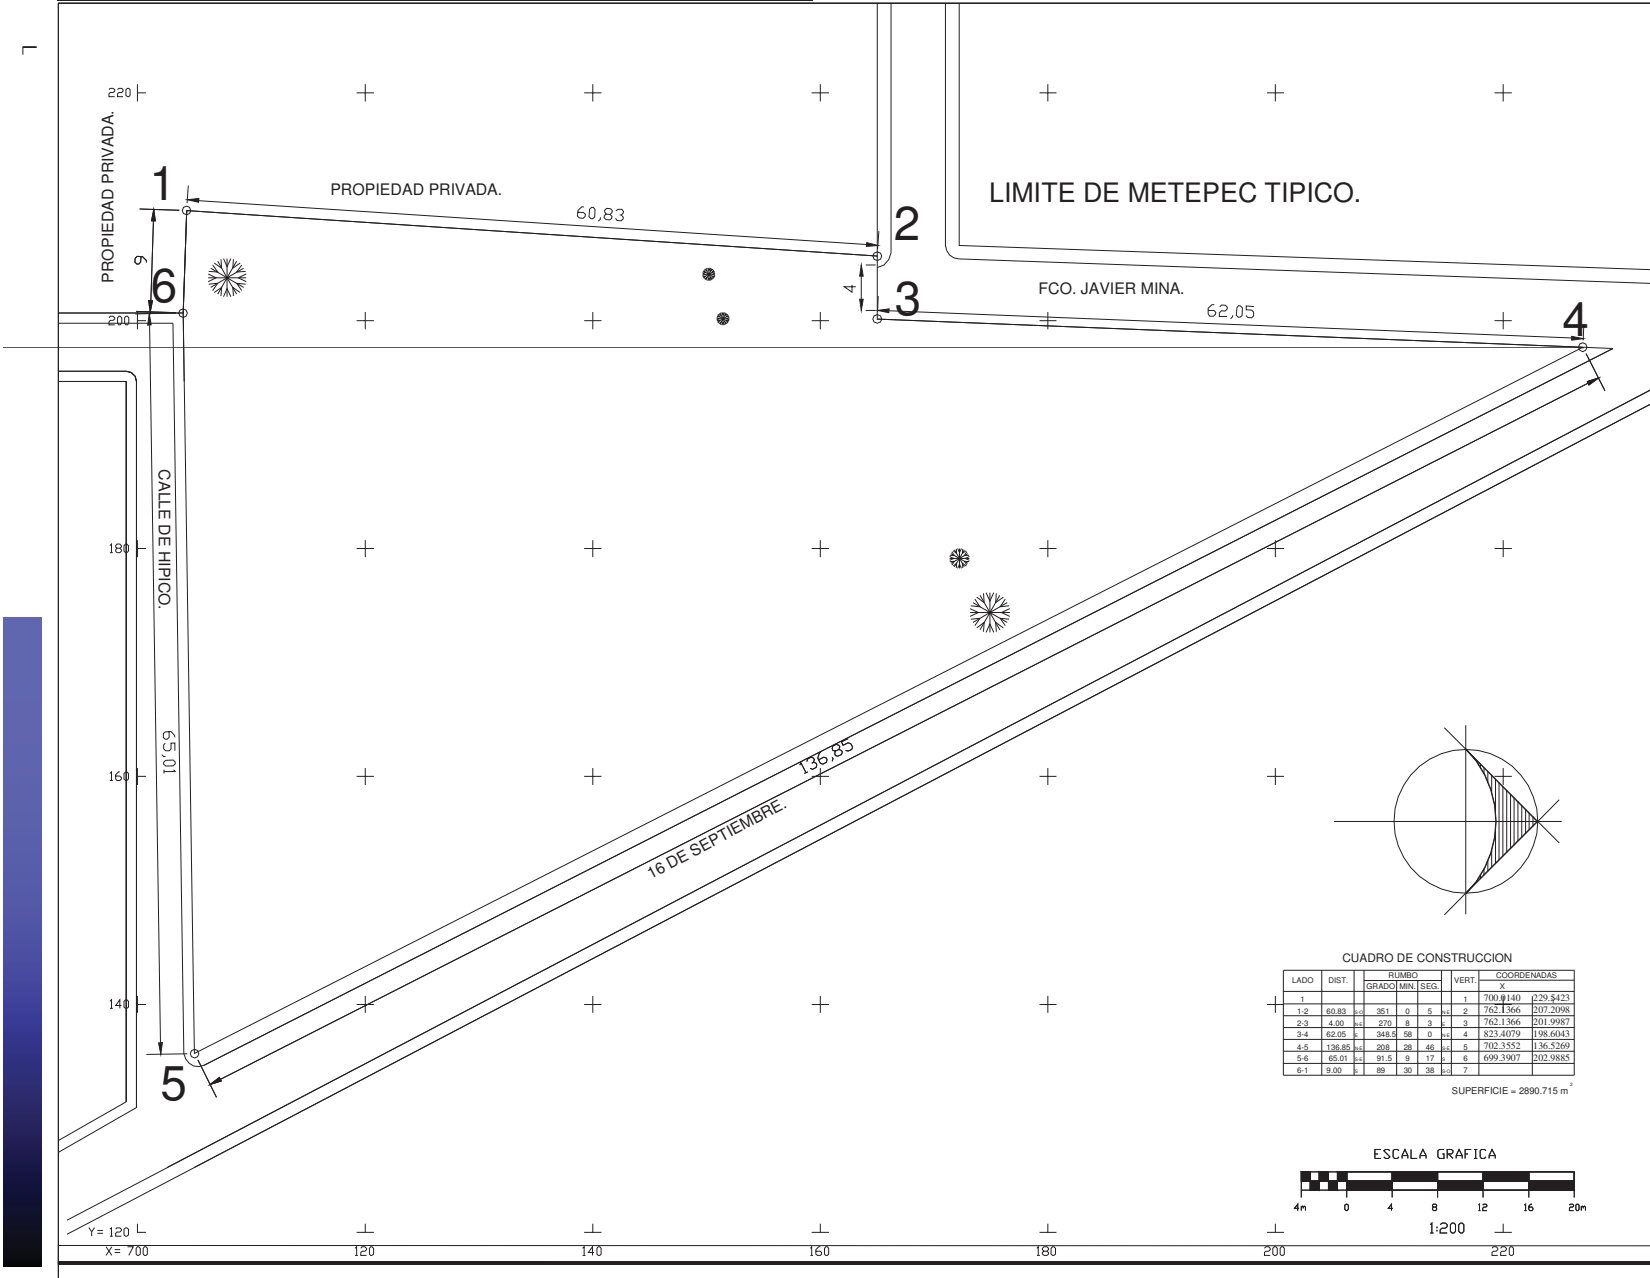 L
220
PROPIEDAD PRIVADA.
1
PROPIEDAD PRIVADA.
60,83
2
LIMITE DE METEPEC TIPICO.
9
6
4
3
FCO. JAVIER MINA.
62,05
4
200
CALLE DE HIPICO.
180
65,01
160
136,85
16 DE SEPTIEMBRE.
140
5
CUADRO DE CONSTRUCCION
LADO DIST. RUMBO VERT. COORDENADAS
GRADO MIN. SEG. X
1 1 700.0140 229.5423
1-2 60.83 S-O 351 0 5 N-E 2 762.1366 207.2098
2-3 4.00 N-E 270 8 3 E 3 762.1366 201.9987
3-4 62.05 E 348.5 58 0 N-E 4 823.4079 198.6043
4-5 136.85 N-E 208 28 46 S-E 5 702.3552 136.5269
5-6 65.01 S-E 91.5 9 17 S 6 699.3907 202.9885
6-1 9.00 S 89 30 38 S-O 7
SUPERFICIE = 2890.715 m²
ESCALA GRAFICA
4m 0 4 8 12 16 20m
1:200
Y= 120
X= 700 120 140 160 180 200 220